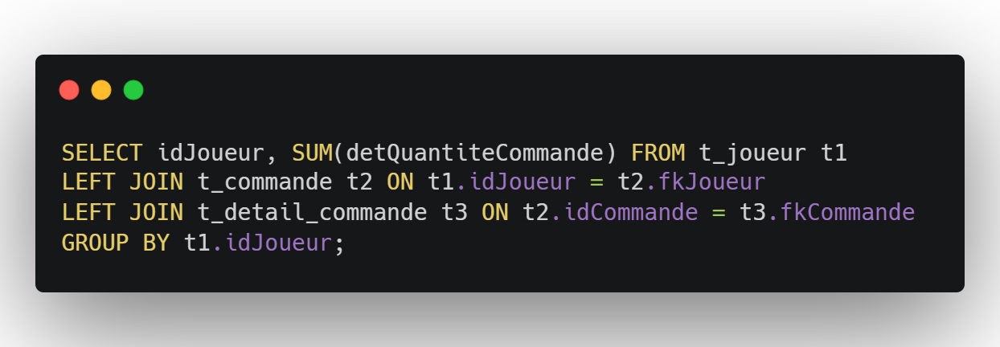 SELECT idJoueur, SUM(detQuantiteCommande) FROM t_joueur t1
LEFT JOIN t_commande t2 ON t1.idJoueur = t2.fkJoueur
LEFT JOIN t_detail_commande t3 ON t2.idCommande = t3.fkCommande
GROUP BY t1.idJoueur;